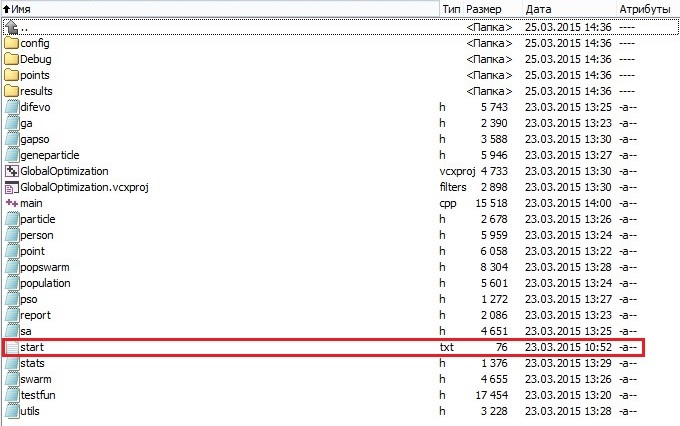 Имя Тип Размер Дата Атрибуты
.. <Папка> 25.03.2015 14:36 ----
config <Папка> 25.03.2015 14:36 ----
Debug <Папка> 25.03.2015 14:36 ----
points <Папка> 25.03.2015 14:36 ----
results <Папка> 25.03.2015 14:36 ----
difevo h 5 743 23.03.2015 13:25 -a--
ga h 2 390 23.03.2015 13:23 -a--
gapso h 3 588 23.03.2015 13:30 -a--
geneparticle h 5 946 23.03.2015 13:27 -a--
GlobalOptimization vcxproj 4 733 23.03.2015 13:30 -a--
GlobalOptimization.vcxproj filters 2 898 23.03.2015 13:30 -a--
main cpp 15 518 23.03.2015 14:00 -a--
particle h 2 678 23.03.2015 13:26 -a--
person h 5 959 23.03.2015 13:24 -a--
point h 6 058 23.03.2015 13:22 -a--
popswarm h 8 304 23.03.2015 13:28 -a--
population h 5 601 23.03.2015 13:24 -a--
pso h 1 272 23.03.2015 13:27 -a--
report h 2 086 23.03.2015 13:23 -a--
sa h 4 651 23.03.2015 13:25 -a--
start txt 76 23.03.2015 10:52 -a--
stats h 1 376 23.03.2015 13:29 -a--
swarm h 4 655 23.03.2015 13:26 -a--
testfun h 17 454 23.03.2015 13:20 -a--
utils h 3 228 23.03.2015 13:28 -a--